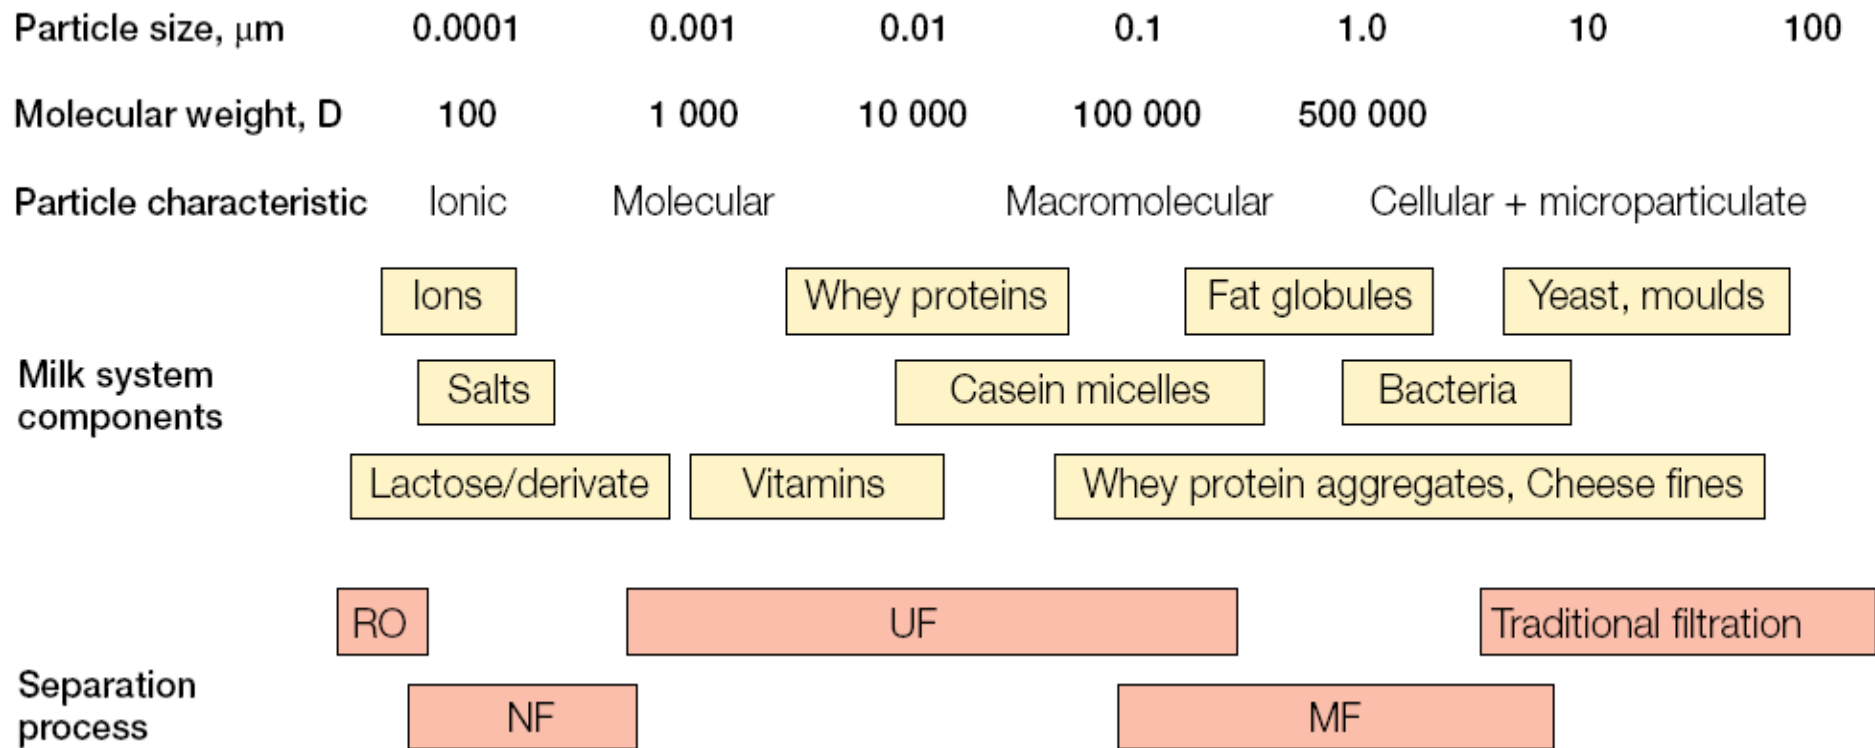 Particle size, μm 0.0001 0.001 0.01 0.1 1.0 10 100
Molecular weight, D 100 1 000 10 000 100 000 500 000
Particle characteristic Ionic Molecular Macromolecular Cellular + microparticulate
Ions Whey proteins Fat globules Yeast, moulds
Milk system
components
Salts Casein micelles Bacteria
Lactose/derivate Vitamins Whey protein aggregates, Cheese fines
RO UF Traditional filtration
Separation
process
NF MF